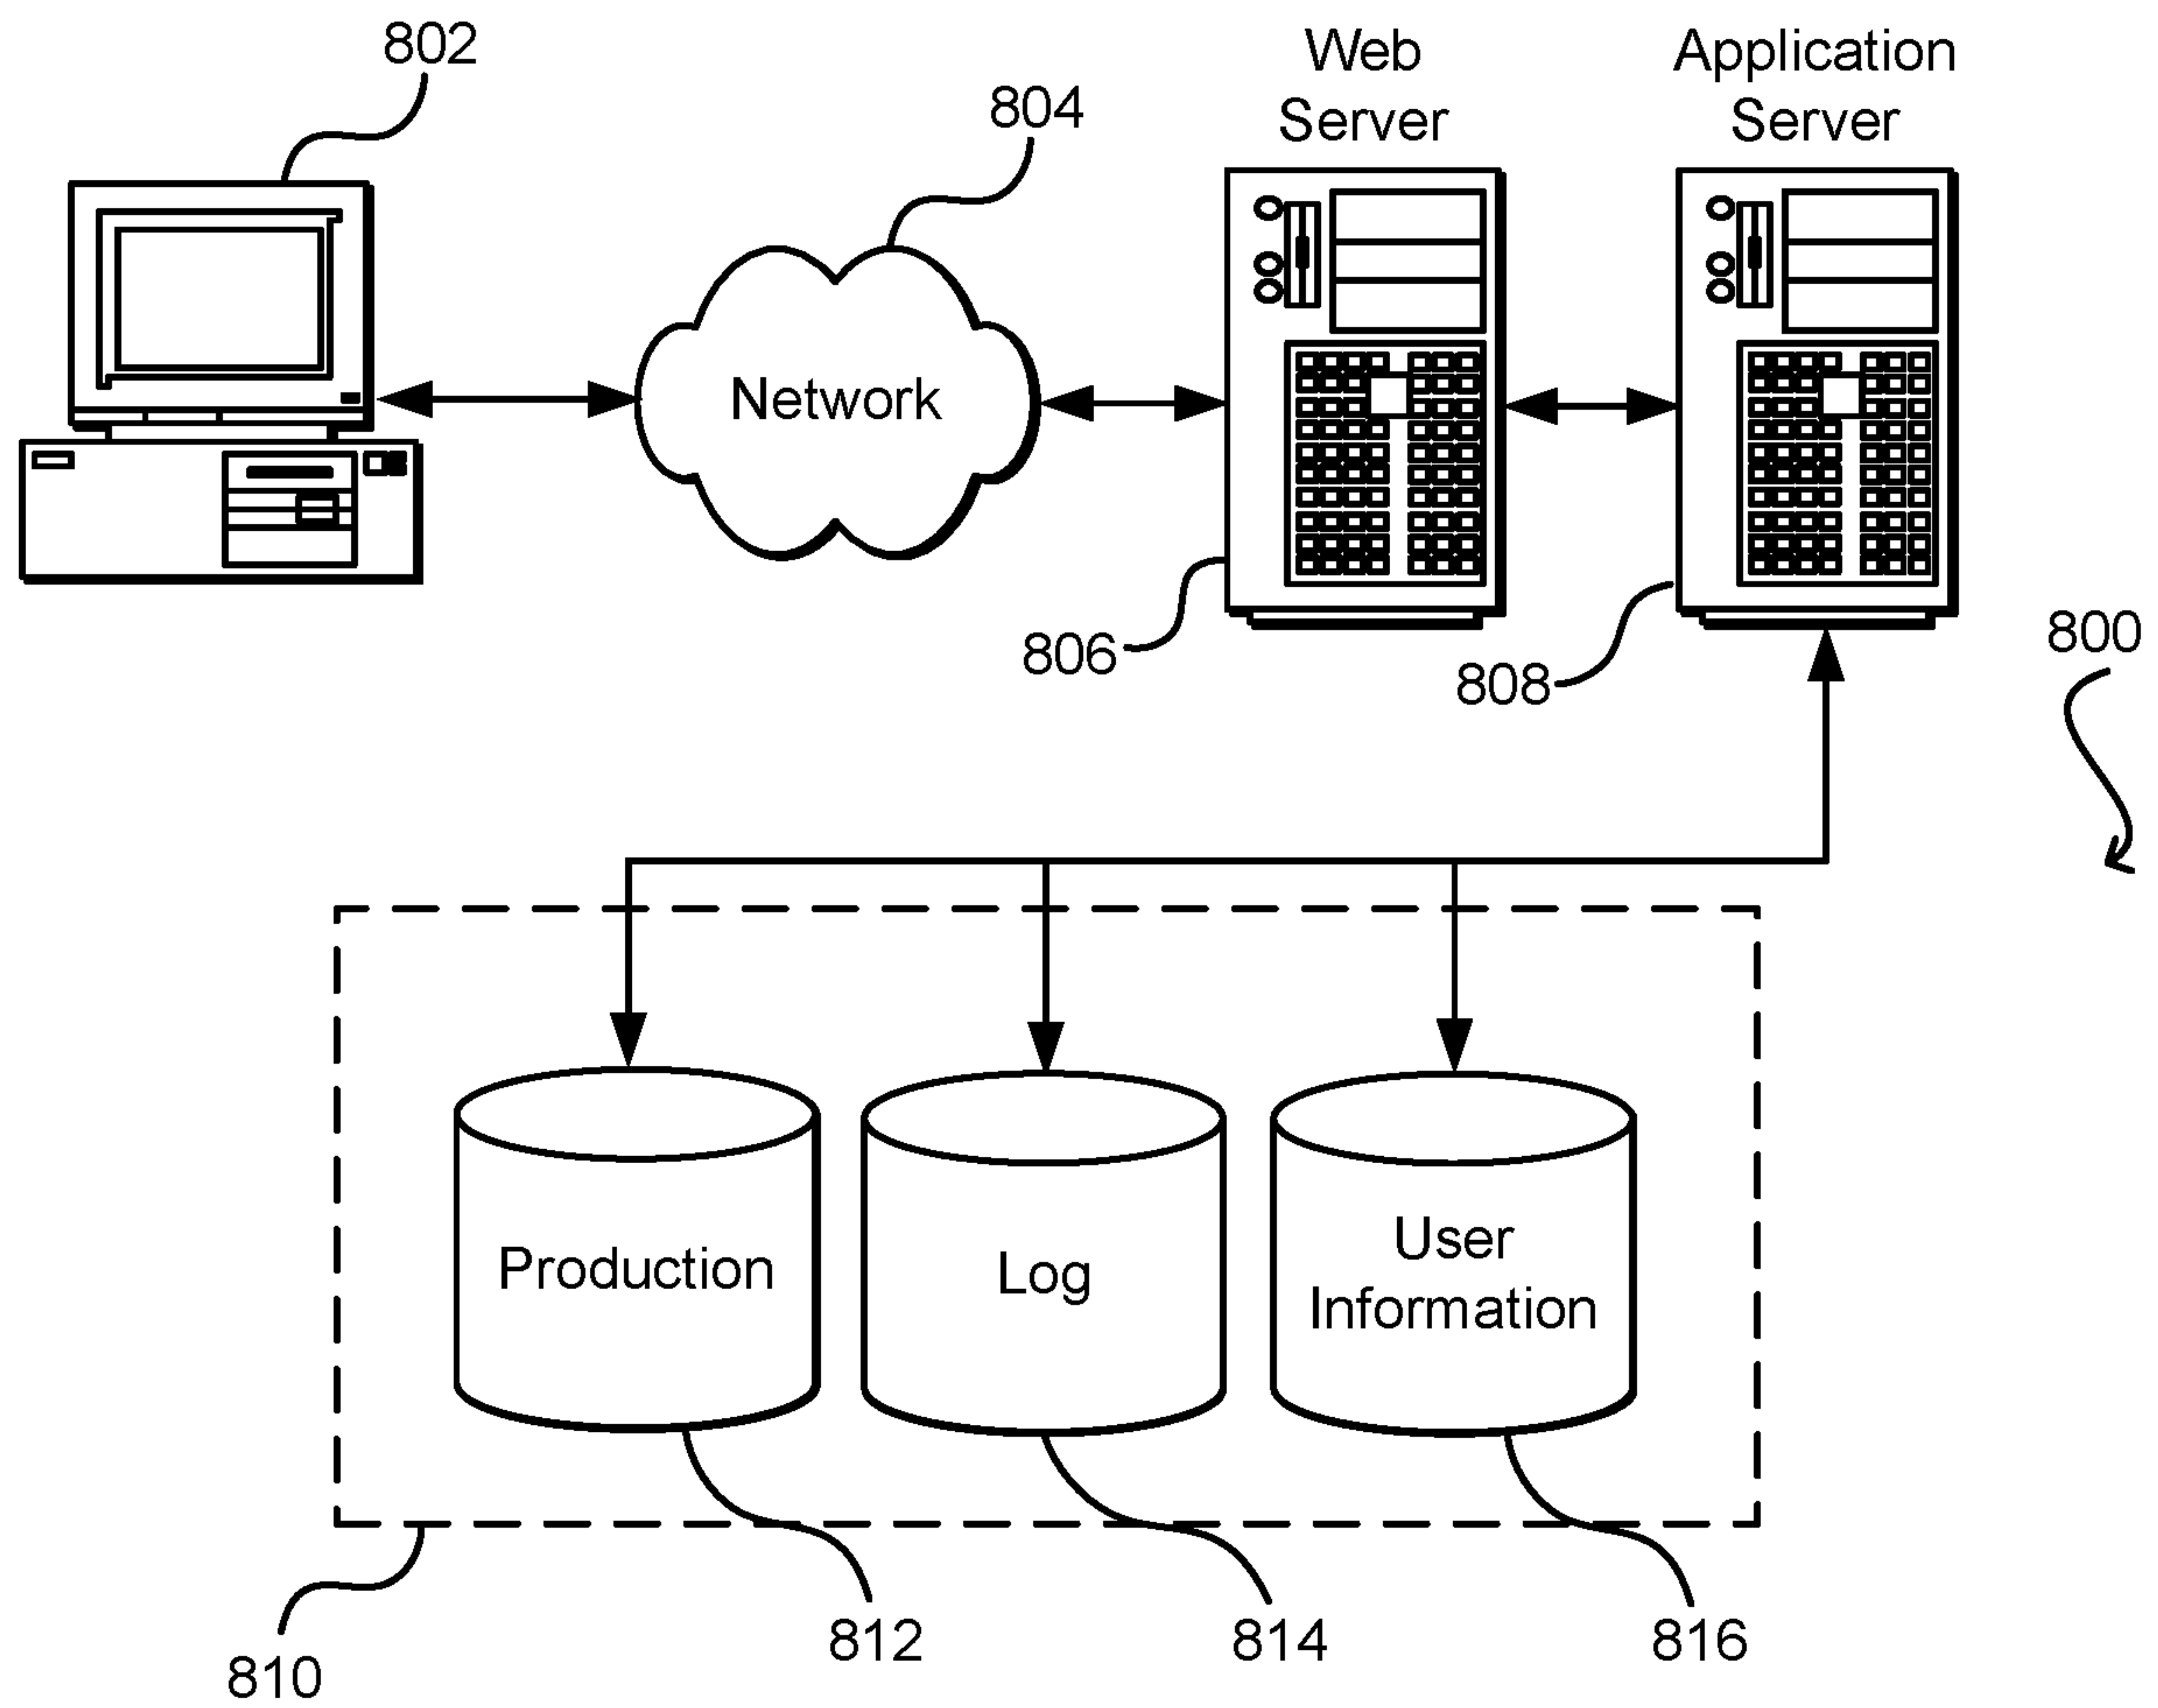 802
804
Web
Server
Application
Server
Network
806
808
800
Production
Log
User
Information
810
812
814
816